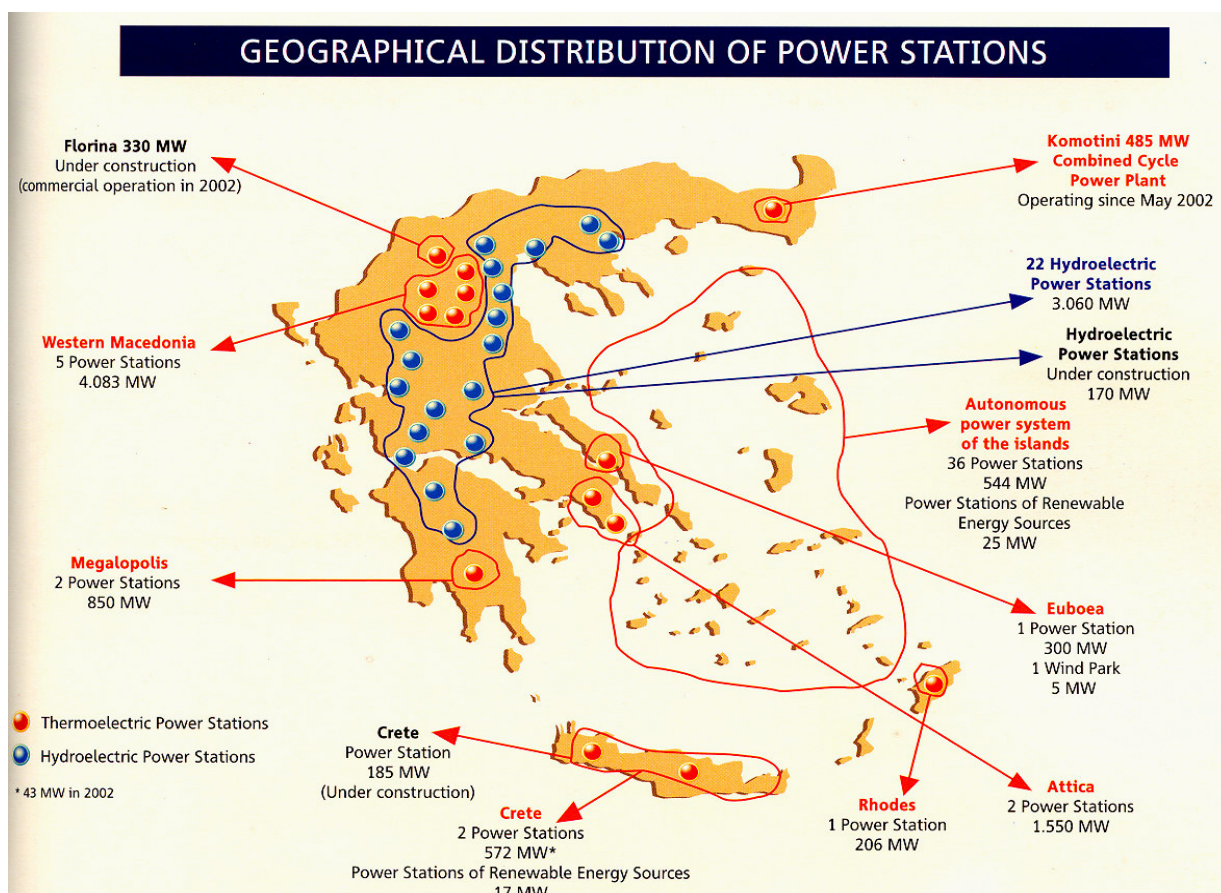 GEOGRAPHICAL DISTRIBUTION OF POWER STATIONS
Florina 330 MW
Under construction
(commercial operation in 2002)
Komotini 485 MW
Combined Cycle
Power Plant
Operating since May 2002
22 Hydroelectric
Power Stations
3.060 MW
Hydroelectric
Power Stations
Under construction
170 MW
Western Macedonia
5 Power Stations
4.083 MW
Autonomous
power system
of the islands
36 Power Stations
544 MW
Power Stations of Renewable
Energy Sources
25 MW
Megalopolis
2 Power Stations
850 MW
Euboea
1 Power Station
300 MW
1 Wind Park
5 MW
Thermoelectric Power Stations
Hydroelectric Power Stations
* 43 MW in 2002
Crete
Power Station
185 MW
(Under construction)
Crete
2 Power Stations
572 MW*
Power Stations of Renewable Energy Sources
17 MW
Rhodes
1 Power Station
206 MW
Attica
2 Power Stations
1.550 MW